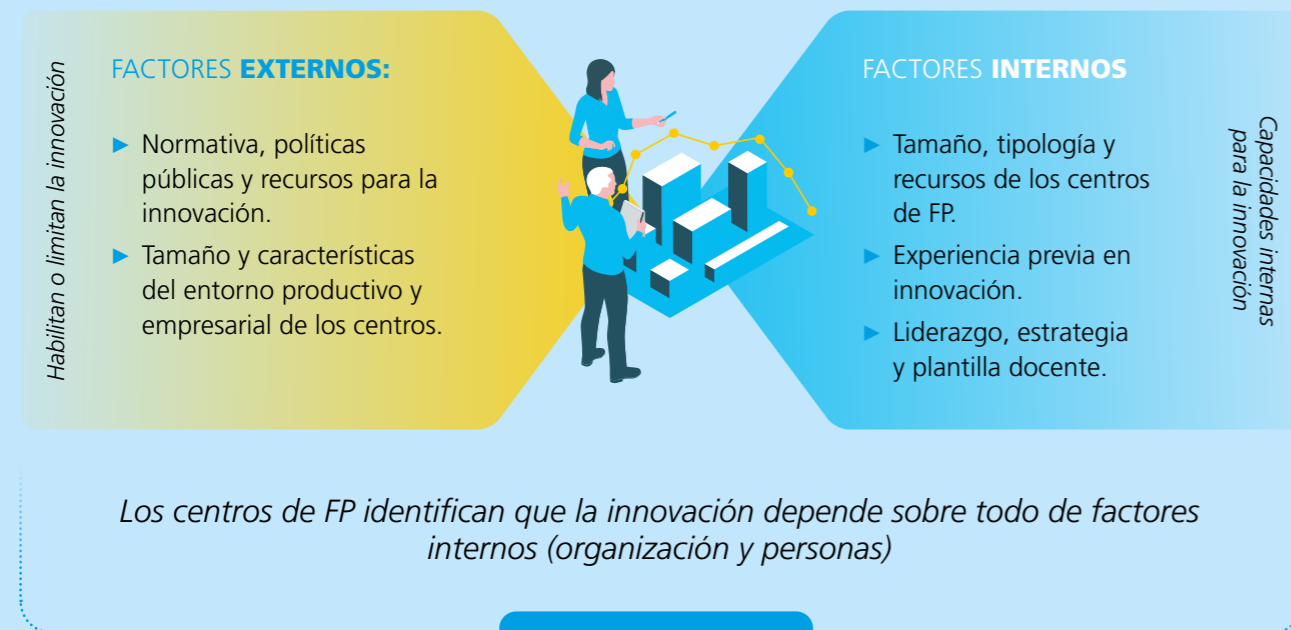 Habilitan o limitan la innovación
FACTORES EXTERNOS:
► Normativa, políticas
públicas y recursos para la
innovación.
► Tamaño y características
del entorno productivo y
empresarial de los centros.
FACTORES INTERNOS
► Tamaño, tipología y
recursos de los centros
de FP.
► Experiencia previa en
innovación.
► Liderazgo, estrategia
y plantilla docente.
Capacidades internas
para la innovación
Los centros de FP identifican que la innovación depende sobre todo de factores
internos (organización y personas)